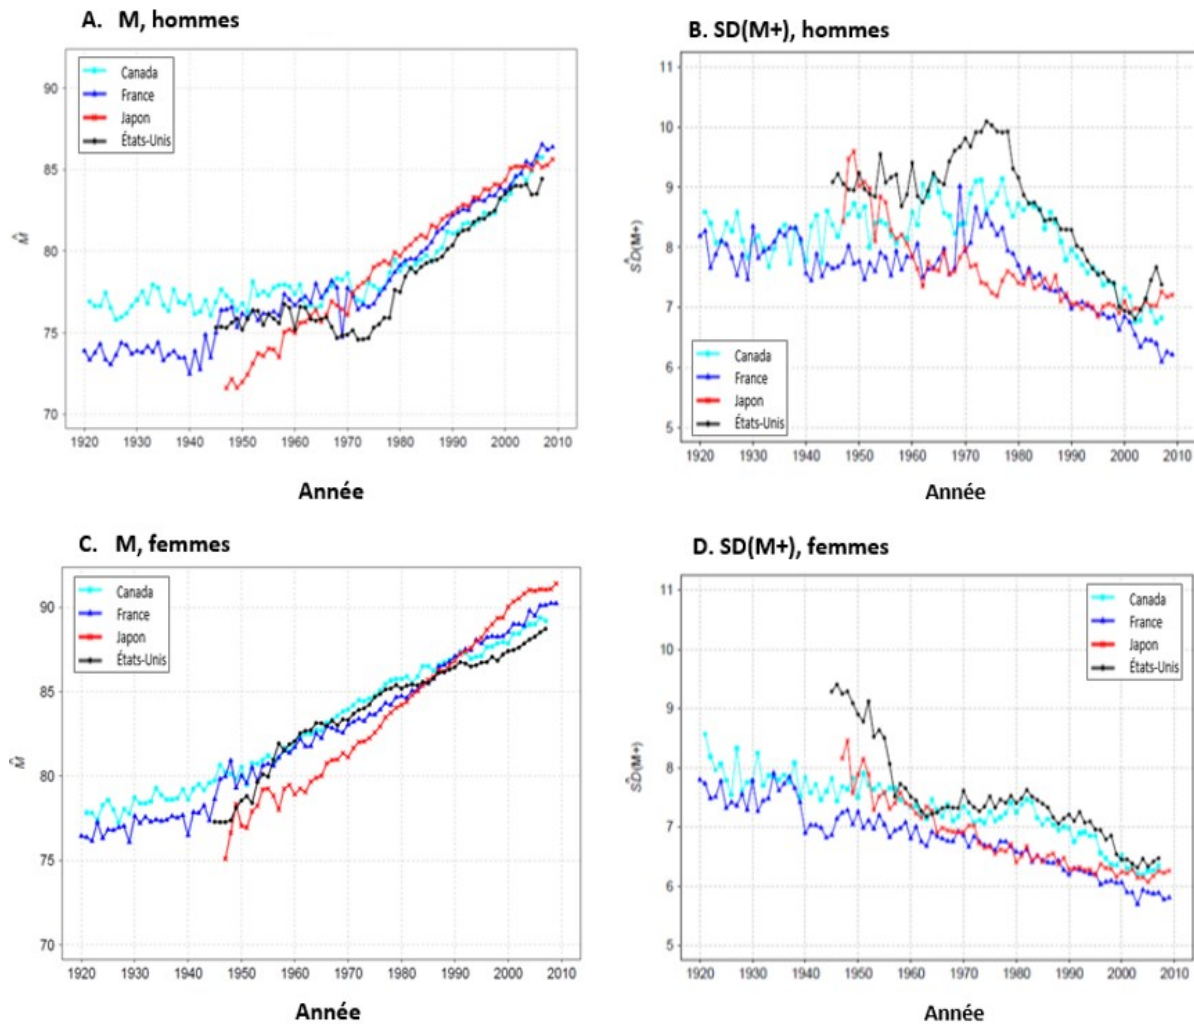 A. M, hommes
Canada
France
Japon
États-Unis
90
85
80
75
70
M̂
1920 1930 1940 1950 1960 1970 1980 1990 2000 2010
Année
B. SD(M+), hommes
11
10
9
8
7
6
5
ŜD(M+)
Canada
France
Japon
États-Unis
1920 1930 1940 1950 1960 1970 1980 1990 2000 2010
Année
C. M, femmes
Canada
France
Japon
États-Unis
90
85
80
75
70
M̂
1920 1930 1940 1950 1960 1970 1980 1990 2000 2010
Année
D. SD(M+), femmes
Canada
France
Japon
États-Unis
11
10
9
8
7
6
5
ŜD(M+)
1920 1930 1940 1950 1960 1970 1980 1990 2000 2010
Année